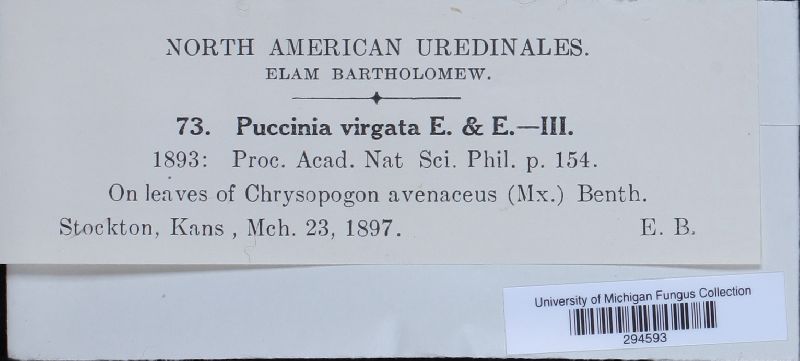 NORTH AMERICAN UREDINALES.
ELAM BARTHOLOMEW.
73. Puccinia virgata E. & E.—III.
1893: Proc. Acad. Nat Sci. Phil. p. 154.
On leaves of Chrysopogon avenaceus (Mx.) Benth.
Stockton, Kans , Mch. 23, 1897. E. B.
University of Michigan Fungus Collection
294593